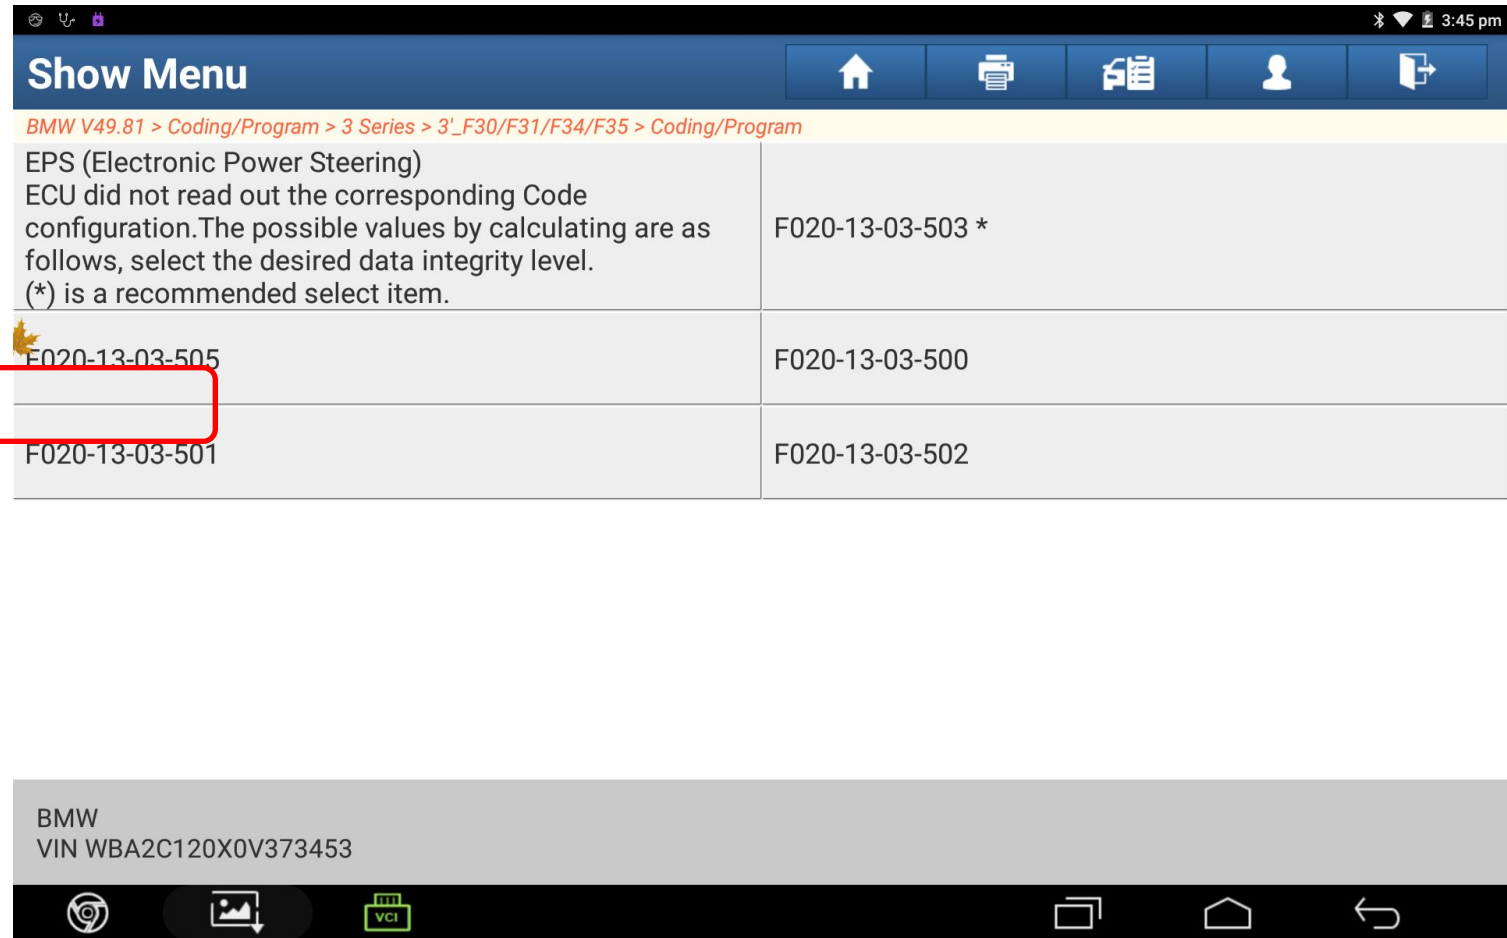 3:45 pm
Show Menu
BMW V49.81 > Coding/Program > 3 Series > 3'_F30/F31/F34/F35 > Coding/Program
EPS (Electronic Power Steering)
ECU did not read out the corresponding Code
configuration.The possible values by calculating are as
follows, select the desired data integrity level.
(*) is a recommended select item.
F020-13-03-503 *
F020-13-03-505
F020-13-03-500
F020-13-03-501
F020-13-03-502
BMW
VIN WBA2C120X0V373453
VCI